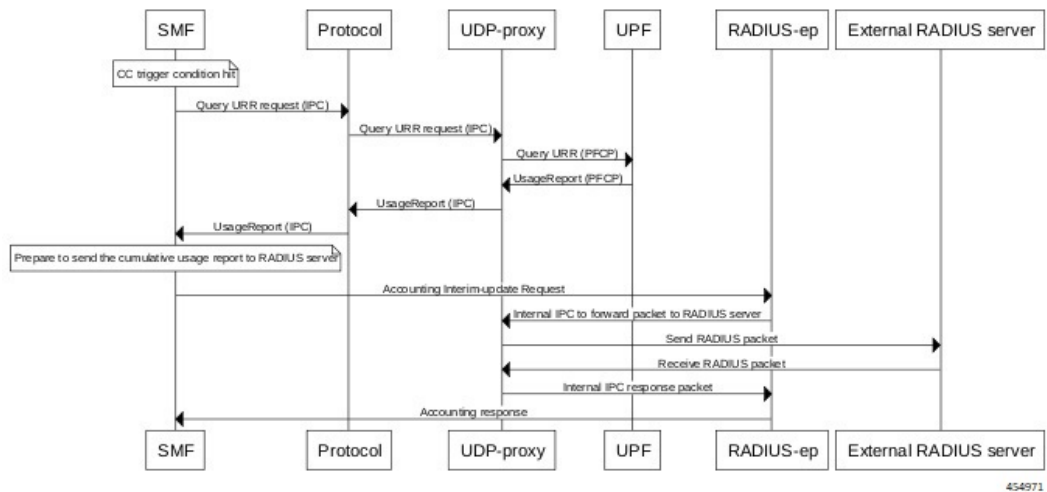 SMF Protocol UDP-proxy UPF RADIUS-ep External RADIUS server
CC trigger condition hit
Query URR request (IPC)
Query URR request (IPC)
Query URR (PFCP)
UsageReport (PFCP)
UsageReport (IPC)
UsageReport (IPC)
Prepare to send the cumulative usage report to RADIUS server
Accounting Interim-update Request
Internal IPC to forward packet to RADIUS server
Send RADIUS packet
Receive RADIUS packet
Internal IPC response packet
Accounting response
SMF Protocol UDP-proxy UPF RADIUS-ep External RADIUS server
454971